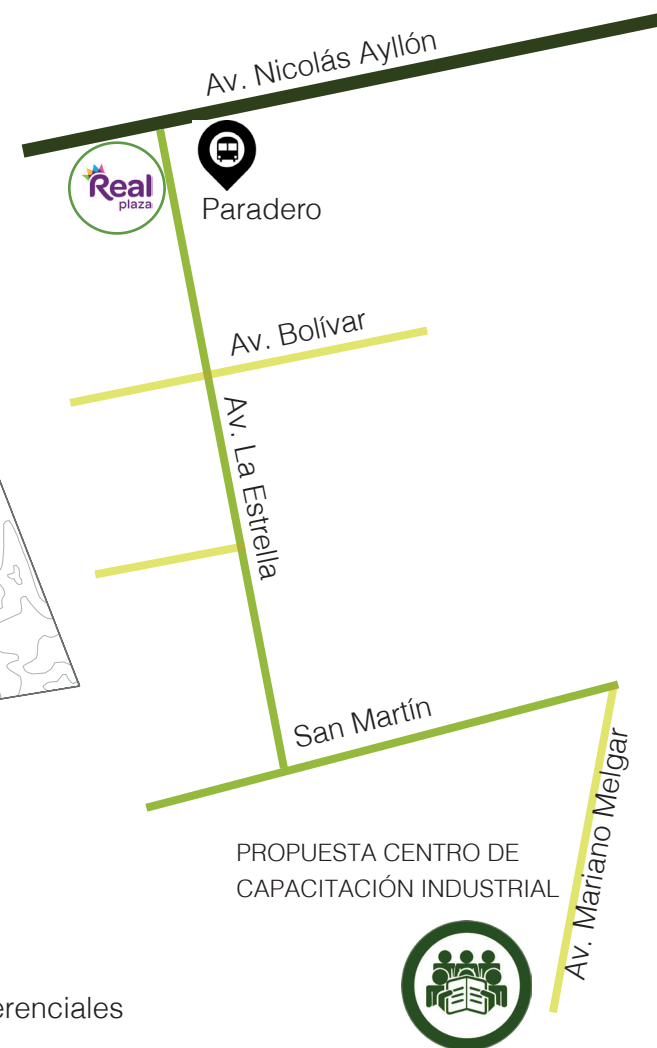 Av. Nicolás Ayllón
Real
plaza
Paradero
Av. Bolívar
Av. La Estrella
San Martín
Av. Mariano Melgar
PROPUESTA CENTRO DE
CAPACITACIÓN INDUSTRIAL
erenciales